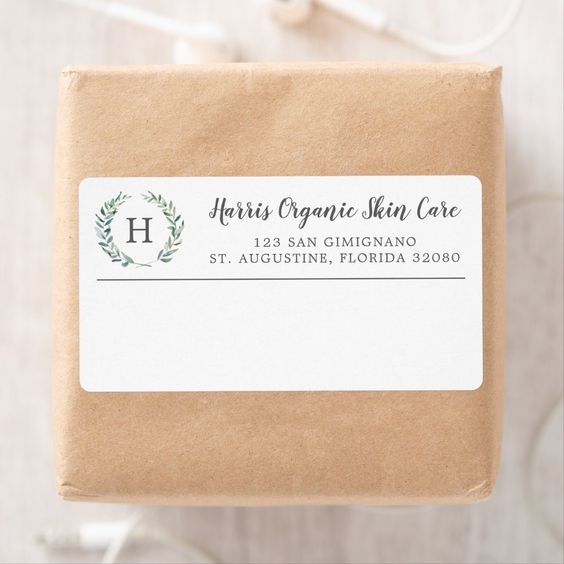 H
Harris Organic Skin Care
123 SAN GIMIGNANO
ST. AUGUSTINE, FLORIDA 32080